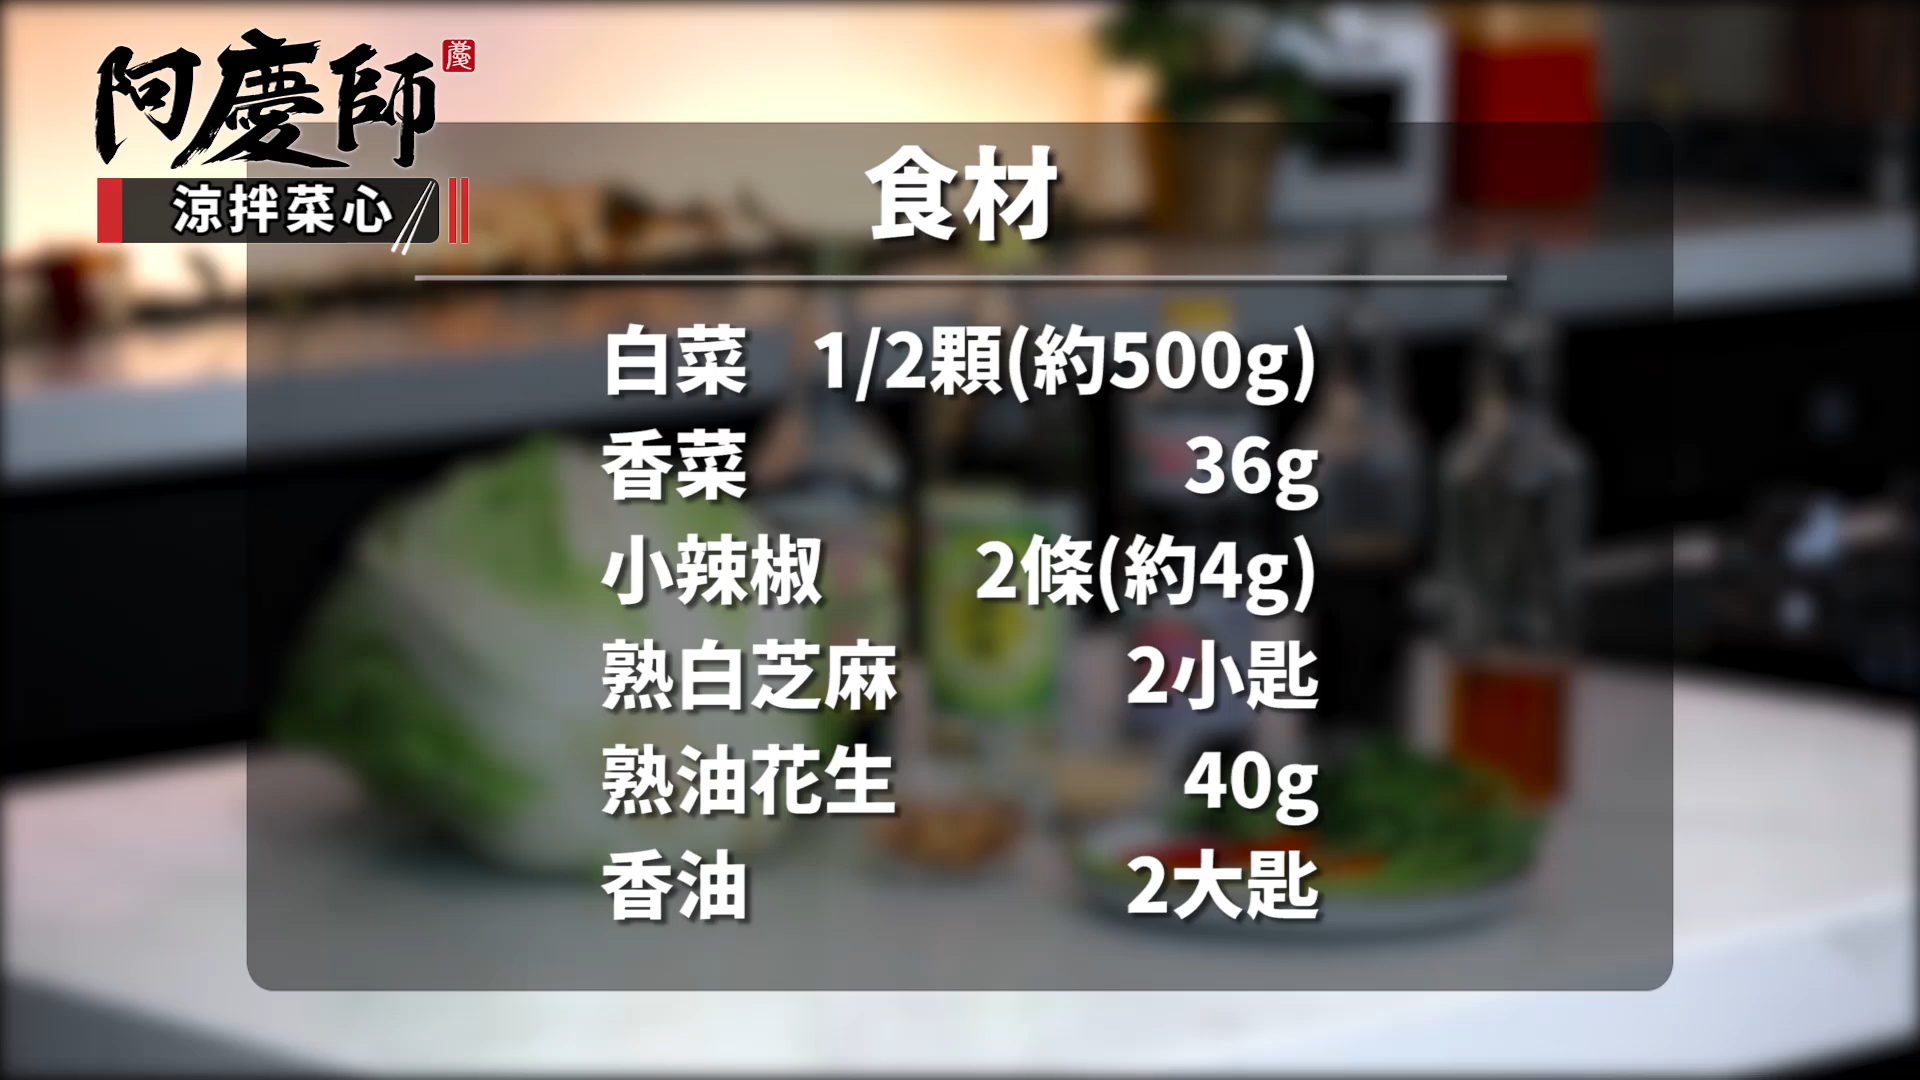 阿慶師
慶
涼拌菜心
食材
白菜 1/2顆(約500g)
香菜 36g
小辣椒 2條(約4g)
熟白芝麻 2小匙
熟油花生 40g
香油 2大匙